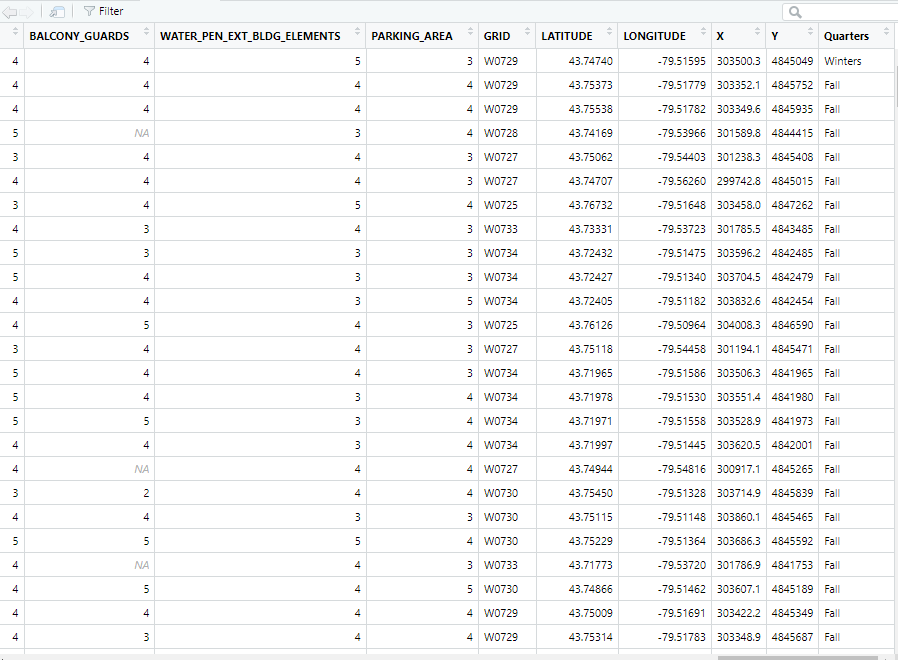 Filter
BALCONY_GUARDS WATER_PEN_EXT_BLDG_ELEMENTS PARKING_AREA GRID LATITUDE LONGITUDE X Y Quarters
4 4 5 3 W0729 43.74740 -79.51595 303500.3 4845049 Winters
4 4 4 4 W0729 43.75373 -79.51779 303352.1 4845752 Fall
4 4 4 4 W0729 43.75538 -79.51782 303349.6 4845935 Fall
5 NA 3 4 W0728 43.74169 -79.53966 301589.8 4844415 Fall
3 4 4 3 W0727 43.75062 -79.54403 301238.3 4845408 Fall
4 4 4 3 W0727 43.74707 -79.56260 299742.8 4845015 Fall
3 4 5 4 W0725 43.76732 -79.51648 303458.0 4847262 Fall
4 3 4 3 W0733 43.73331 -79.53723 301785.5 4843485 Fall
5 3 3 3 W0734 43.72432 -79.51475 303596.2 4842485 Fall
5 4 3 3 W0734 43.72427 -79.51340 303704.5 4842479 Fall
4 4 3 5 W0734 43.72405 -79.51182 303832.6 4842454 Fall
4 5 4 3 W0725 43.76126 -79.50964 304008.3 4846590 Fall
3 4 4 3 W0727 43.75118 -79.54458 301194.1 4845471 Fall
5 4 4 3 W0734 43.71965 -79.51586 303506.3 4841965 Fall
5 4 3 4 W0734 43.71978 -79.51530 303551.4 4841980 Fall
5 5 3 4 W0734 43.71971 -79.51558 303528.9 4841973 Fall
4 4 3 4 W0734 43.71997 -79.51445 303620.5 4842001 Fall
4 NA 4 4 W0727 43.74944 -79.54816 300917.1 4845265 Fall
3 2 4 4 W0730 43.75450 -79.51328 303714.9 4845839 Fall
4 4 3 3 W0730 43.75115 -79.51148 303860.1 4845465 Fall
5 5 5 4 W0730 43.75229 -79.51364 303686.3 4845592 Fall
4 NA 4 3 W0733 43.71773 -79.53720 301786.9 4841753 Fall
4 5 4 5 W0730 43.74866 -79.51462 303607.1 4845189 Fall
4 4 4 4 W0729 43.75009 -79.51691 303422.2 4845349 Fall
4 3 4 4 W0729 43.75314 -79.51783 303348.9 4845687 Fall